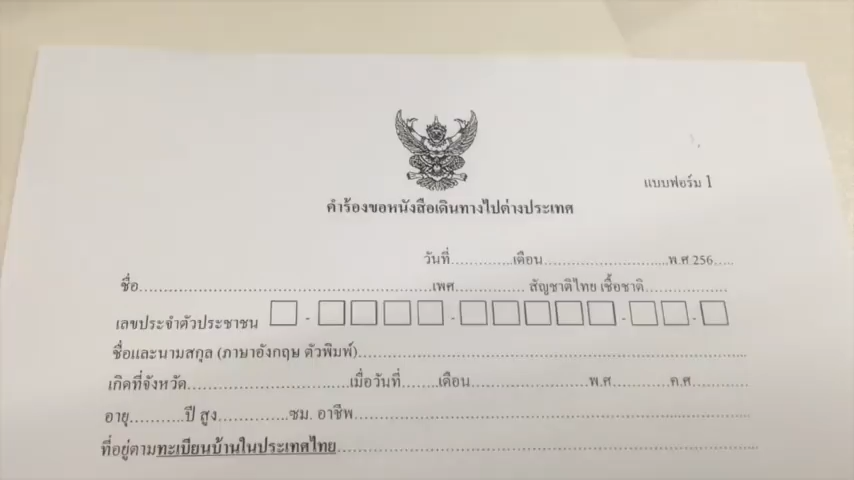 แบบฟอร์ม 1
คำร้องขอหนังสือเดินทางไปต่างประเทศ
วันที่...............เดือน..............................พ.ศ 256.....
ชื่อ......................................................................เพศ.................. สัญชาติไทย เชื้อชาติ....................
เลขประจำตัวประชาชน □ - □□□□ - □□□□□ - □□ - □
ชื่อและนามสกุล (ภาษาอังกฤษ ตัวพิมพ์)..........................................................................................
เกิดที่จังหวัด.......................................เมื่อวันที่.........เดือน............................พ.ศ..............ค.ศ.............
อายุ...........ปี สูง................ซม. อาชีพ................................................................................................
ที่อยู่ตามทะเบียนบ้านในประเทศไทย.................................................................................................